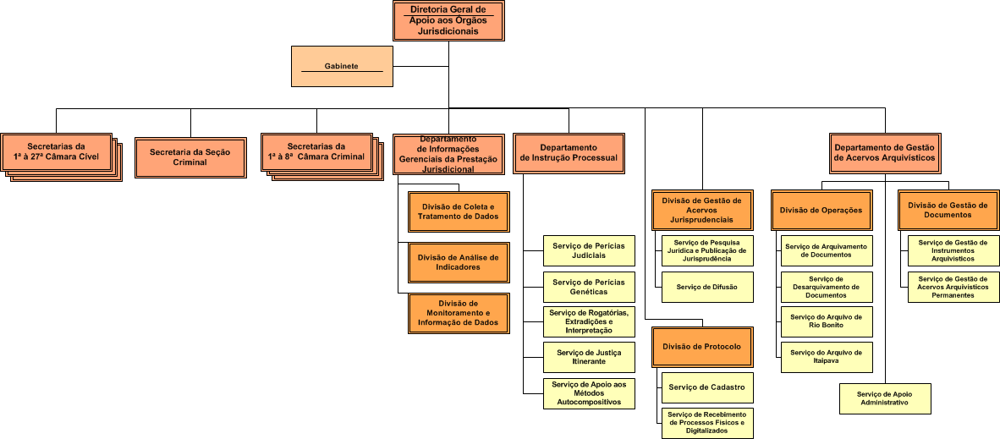 Diretoria Geral de
Apoio aos Órgãos
Jurisdicionais
Gabinete
Secretarias da
1ª à 27ª Câmara Cível
Secretaria da Seção
Criminal
Secretarias da
1ª à 8ª Câmara Criminal
Departamento
de Informações
Gerenciais da Prestação
Jurisdicional
Departamento
de Instrução Processual
Departamento de Gestão
de Acervos Arquivísticos
Divisão de Coleta e
Tratamento de Dados
Divisão de Análise de
Indicadores
Divisão de
Monitoramento e
Informação de Dados
Serviço de Perícias
Judiciais
Serviço de Perícias
Genéticas
Serviço de Rogatórias,
Extradições e
Interpretação
Serviço de Justiça
Itinerante
Serviço de Apoio aos
Métodos
Autocompositivos
Divisão de Gestão de
Acervos
Jurisprudenciais
Serviço de Pesquisa
Jurídica e Publicação de
Jurisprudência
Serviço de Difusão
Divisão de Protocolo
Serviço de Cadastro
Serviço de Recebimento
de Processos Físicos e
Digitalizados
Divisão de Operações
Serviço de Arquivamento
de Documentos
Serviço de
Desarquivamento de
Documentos
Serviço do Arquivo de
Rio Bonito
Serviço do Arquivo de
Itaipava
Divisão de Gestão de
Documentos
Serviço de Gestão de
Instrumentos
Arquivísticos
Serviço de Gestão de
Acervos Arquivísticos
Permanentes
Serviço de Apoio
Administrativo